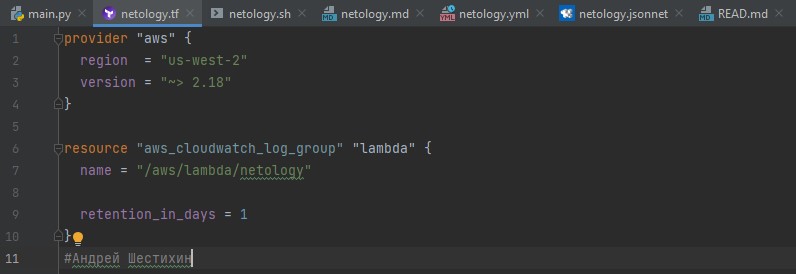 main.py netology.tf netology.sh netology.md netology.yml netology.jsonnet READ.md
1 provider "aws" {
2   region  = "us-west-2"
3   version = "~> 2.18"
4 }
5
6 resource "aws_cloudwatch_log_group" "lambda" {
7   name = "/aws/lambda/netology"
8
9   retention_in_days = 1
10 }
11 #Андрей Шестихин